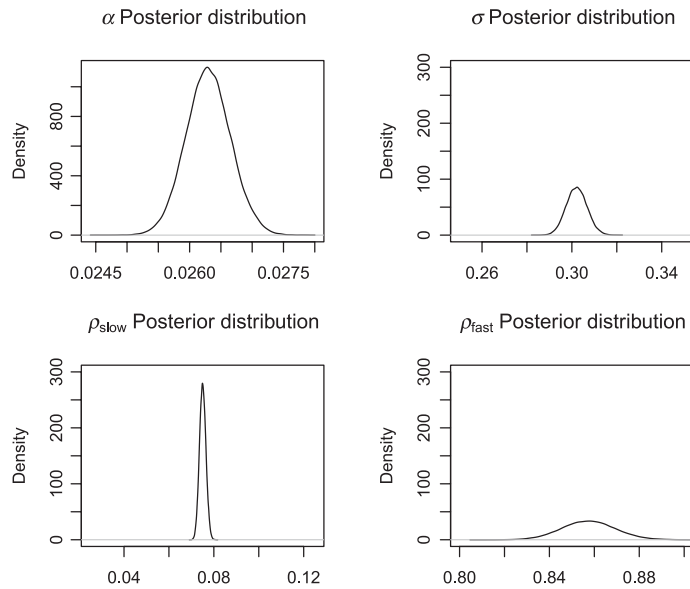 α Posterior distribution
Density
0 400 800
0.0245 0.0260 0.0275
σ Posterior distribution
Density
0 100 200 300
0.26 0.30 0.34
ρslow Posterior distribution
Density
0 100 200 300
0.04 0.08 0.12
ρfast Posterior distribution
Density
0 100 200 300
0.80 0.84 0.88